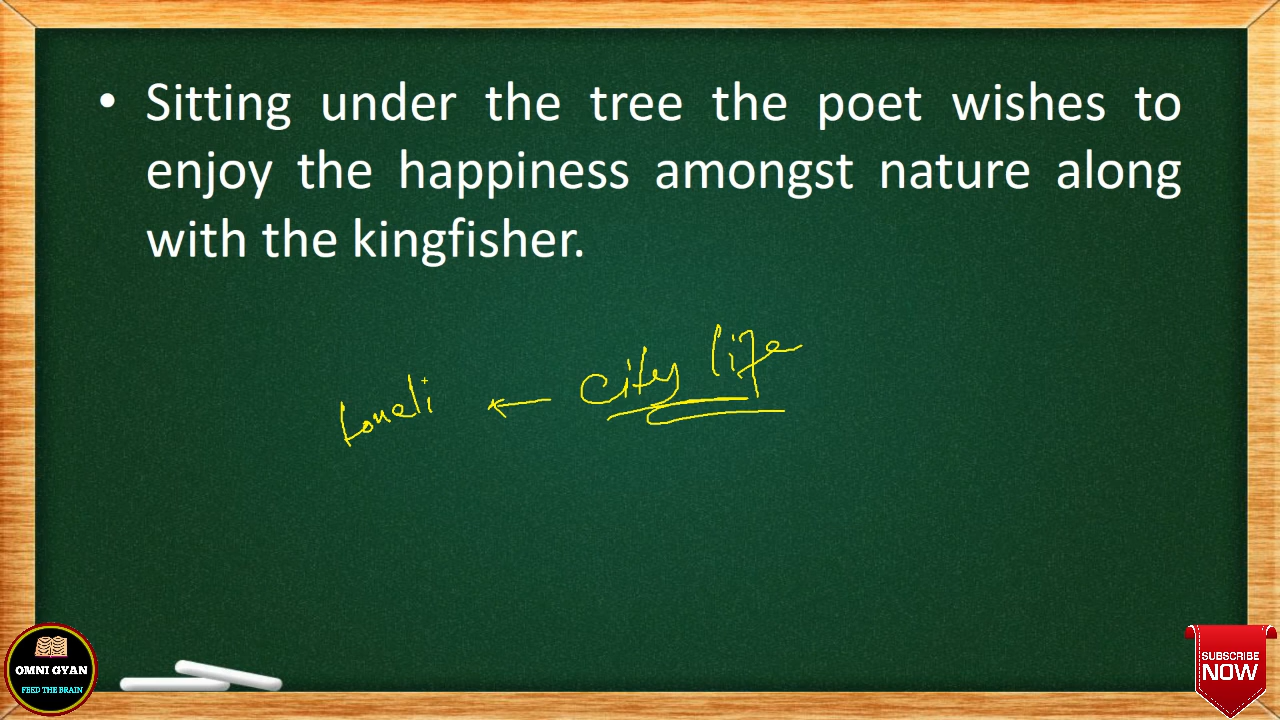 • Sitting under the tree the poet wishes to
enjoy the happiness amongst nature along
with the kingfisher.
Loneli ← city life
OMNI GYAN
FEED THE BRAIN
SUBSCRIBE
NOW